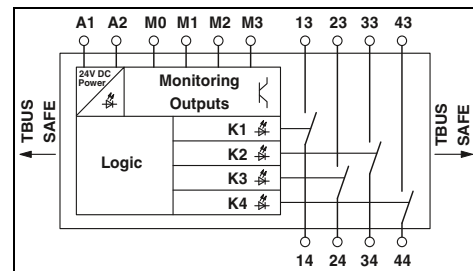 A1 A2 M0 M1 M2 M3 13 23 33 43
24V DC
Power
Monitoring
Outputs
TBUS
SAFE
Logic
K1
K2
K3
K4
TBUS
SAFE
14 24 34 44